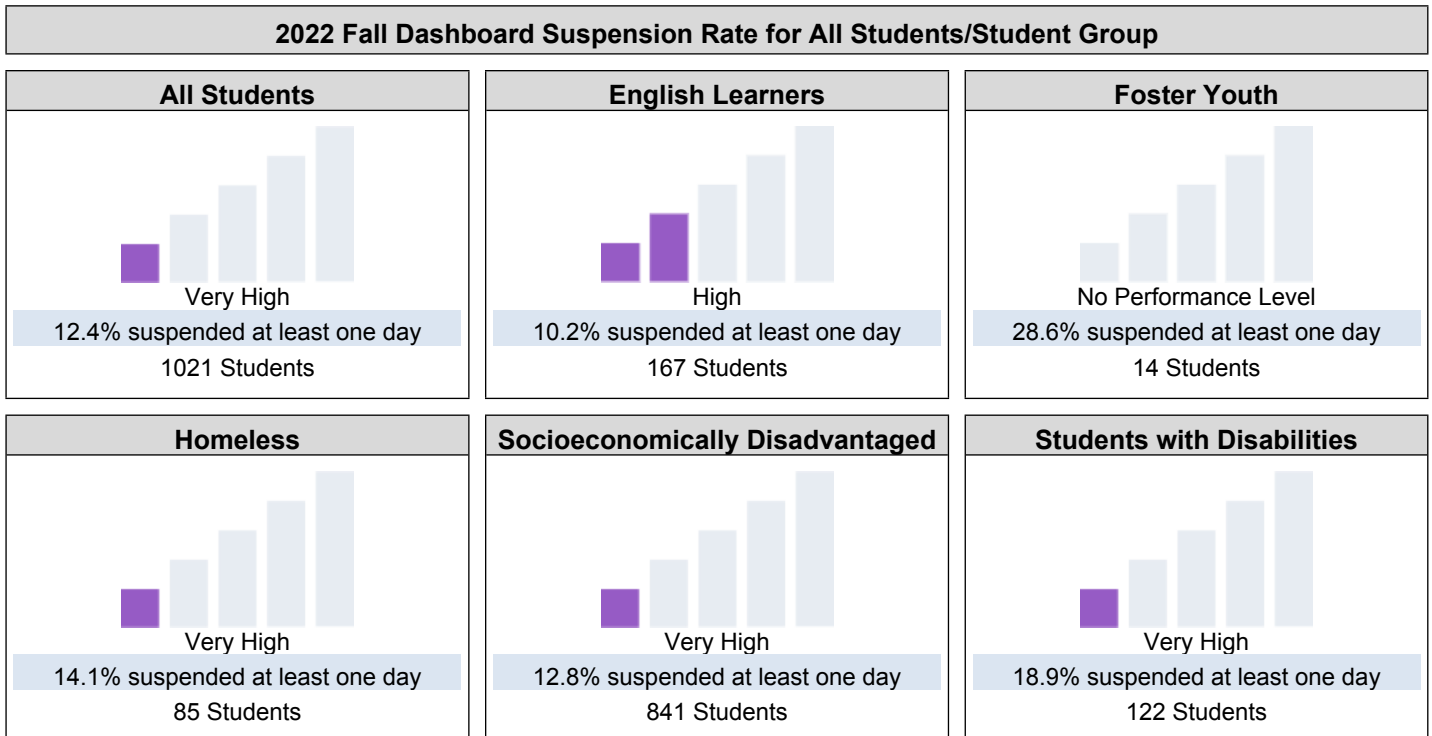 2022 Fall Dashboard Suspension Rate for All Students/Student Group
All Students
Very High
12.4% suspended at least one day
1021 Students
English Learners
High
10.2% suspended at least one day
167 Students
Foster Youth
No Performance Level
28.6% suspended at least one day
14 Students
Homeless
Very High
14.1% suspended at least one day
85 Students
Socioeconomically Disadvantaged
Very High
12.8% suspended at least one day
841 Students
Students with Disabilities
Very High
18.9% suspended at least one day
122 Students